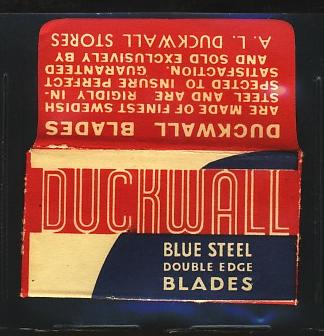 DUCKWALL BLADES
ARE MADE OF FINEST SWEDISH
STEEL AND ARE RIGIDLY IN-
SPECTED TO INSURE PERFECT
SATISFACTION. GUARANTEED
AND SOLD EXCLUSIVELY BY
A. L. DUCKWALL STORES
DUCKWALL
BLUE STEEL
DOUBLE EDGE
BLADES